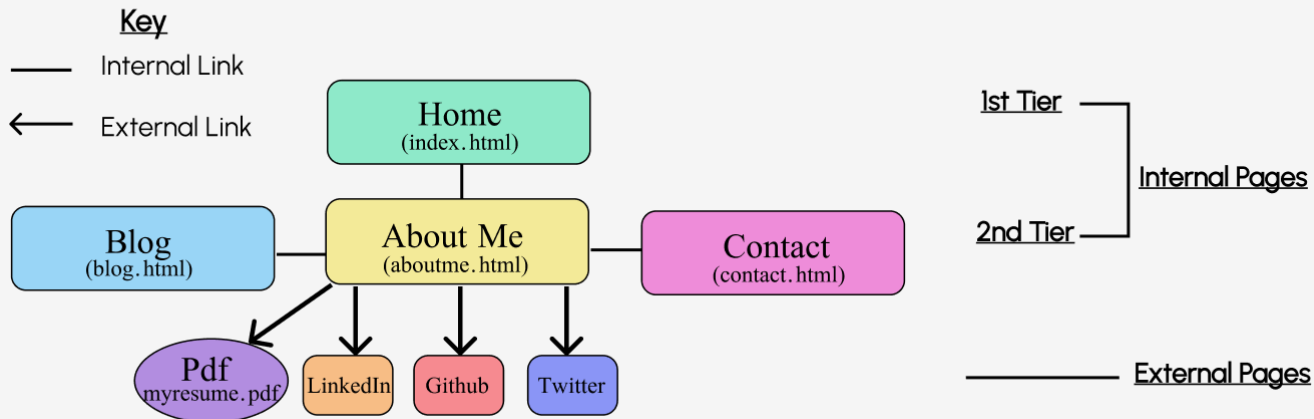 Key
Internal Link
External Link
Home
(index.html)
1st Tier
Internal Pages
2nd Tier
Blog
(blog.html)
About Me
(aboutme.html)
Contact
(contact.html)
Pdf
myresume.pdf
LinkedIn
Github
Twitter
External Pages